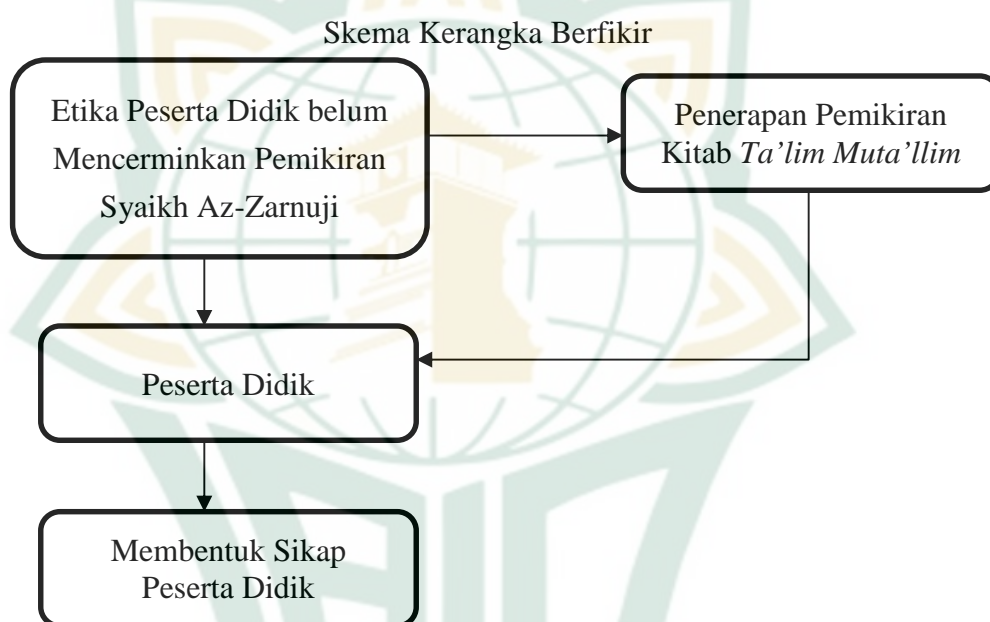 Skema Kerangka Berfikir
Etika Peserta Didik belum
Mencerminkan Pemikiran
Syaikh Az-Zarnuji
Penerapan Pemikiran
Kitab Ta’lim Muta’llim
Peserta Didik
Membentuk Sikap
Peserta Didik